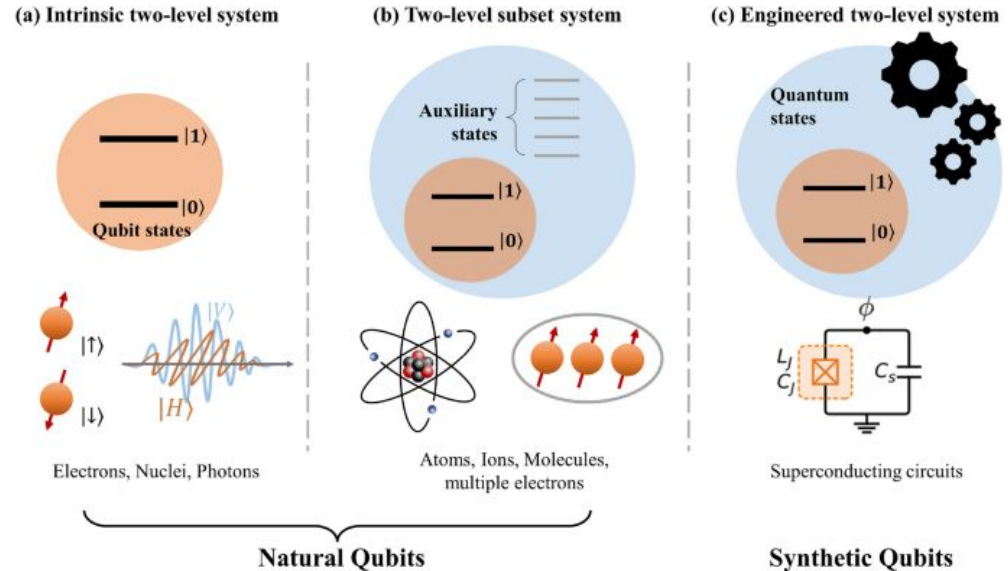 (a) Intrinsic two-level system
|1⟩
|0⟩
Qubit states
|↑⟩
|↓⟩
|V⟩
|H⟩
Electrons, Nuclei, Photons
(b) Two-level subset system
Auxiliary
states
|1⟩
|0⟩
Atoms, Ions, Molecules,
multiple electrons
Natural Qubits
(c) Engineered two-level system
Quantum
states
|1⟩
|0⟩
ϕ
L_J
C_J
C_s
Superconducting circuits
Synthetic Qubits